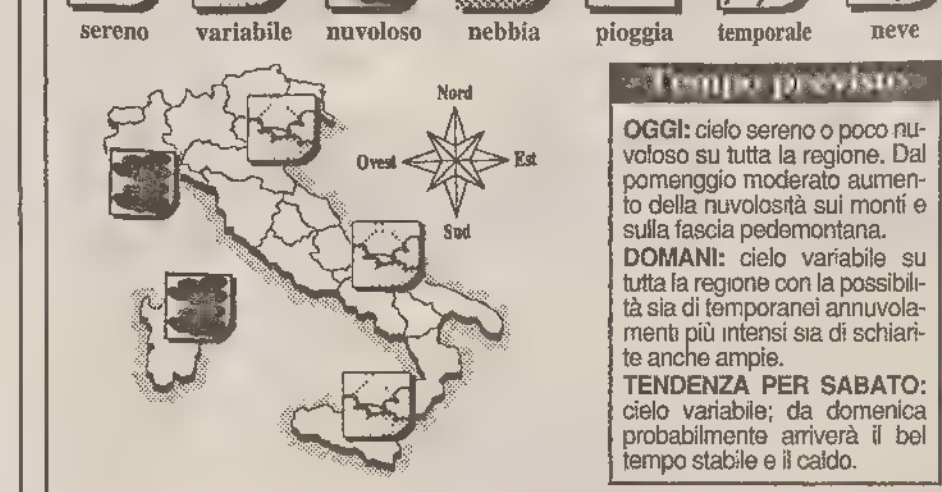 sereno variabile nuvoloso nebbia pioggia temporale neve
Nord
Ovest Est
Sud
Tempo previsto
OGGI: cielo sereno o poco nu-
voloso su tutta la regione. Dal
pomeriggio moderato aumen-
to della nuvolosità sui monti e
sulla fascia pedemontana.
DOMANI: cielo variabile su
tutta la regione con la possibili-
tà sia di temporanei annuvola-
menti più intensi sia di schiari-
te anche ampie.
TENDENZA PER SABATO:
cielo variabile; da domenica
probabilmente arriverà il bel
tempo stabile e il caldo.